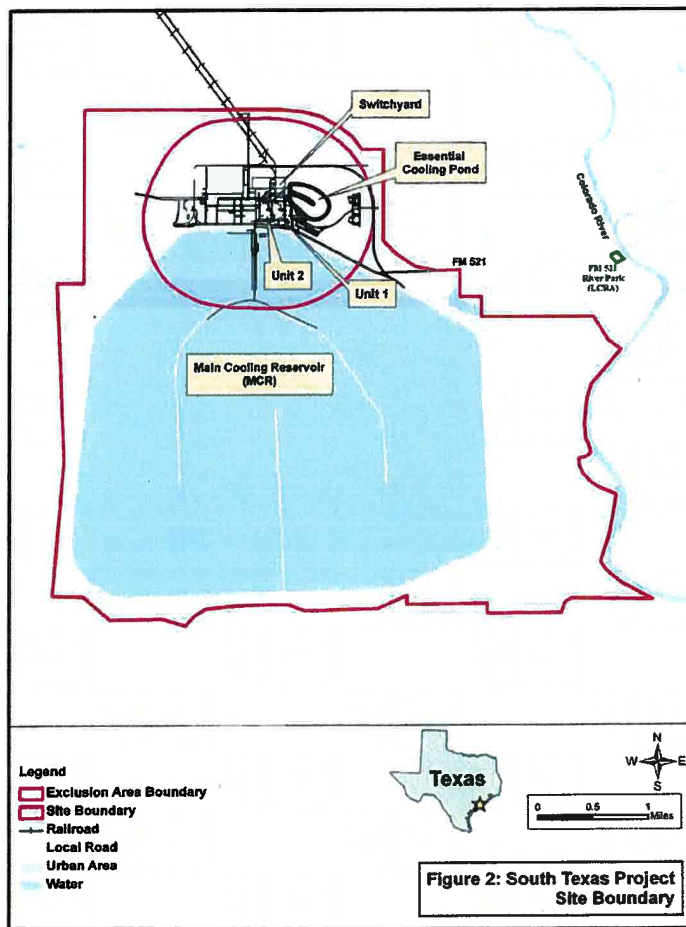 Switchyard
Essential
Cooling Pond
Colorado River
FM 521
River Park
(LCRA)
FM 521
Unit 2
Unit 1
Main Cooling Reservoir
(MCR)
Legend
Exclusion Area Boundary
Site Boundary
Railroad
Local Road
Urban Area
Water
Texas
N
W E
S
0 0.5 1
Miles
Figure 2: South Texas Project
Site Boundary